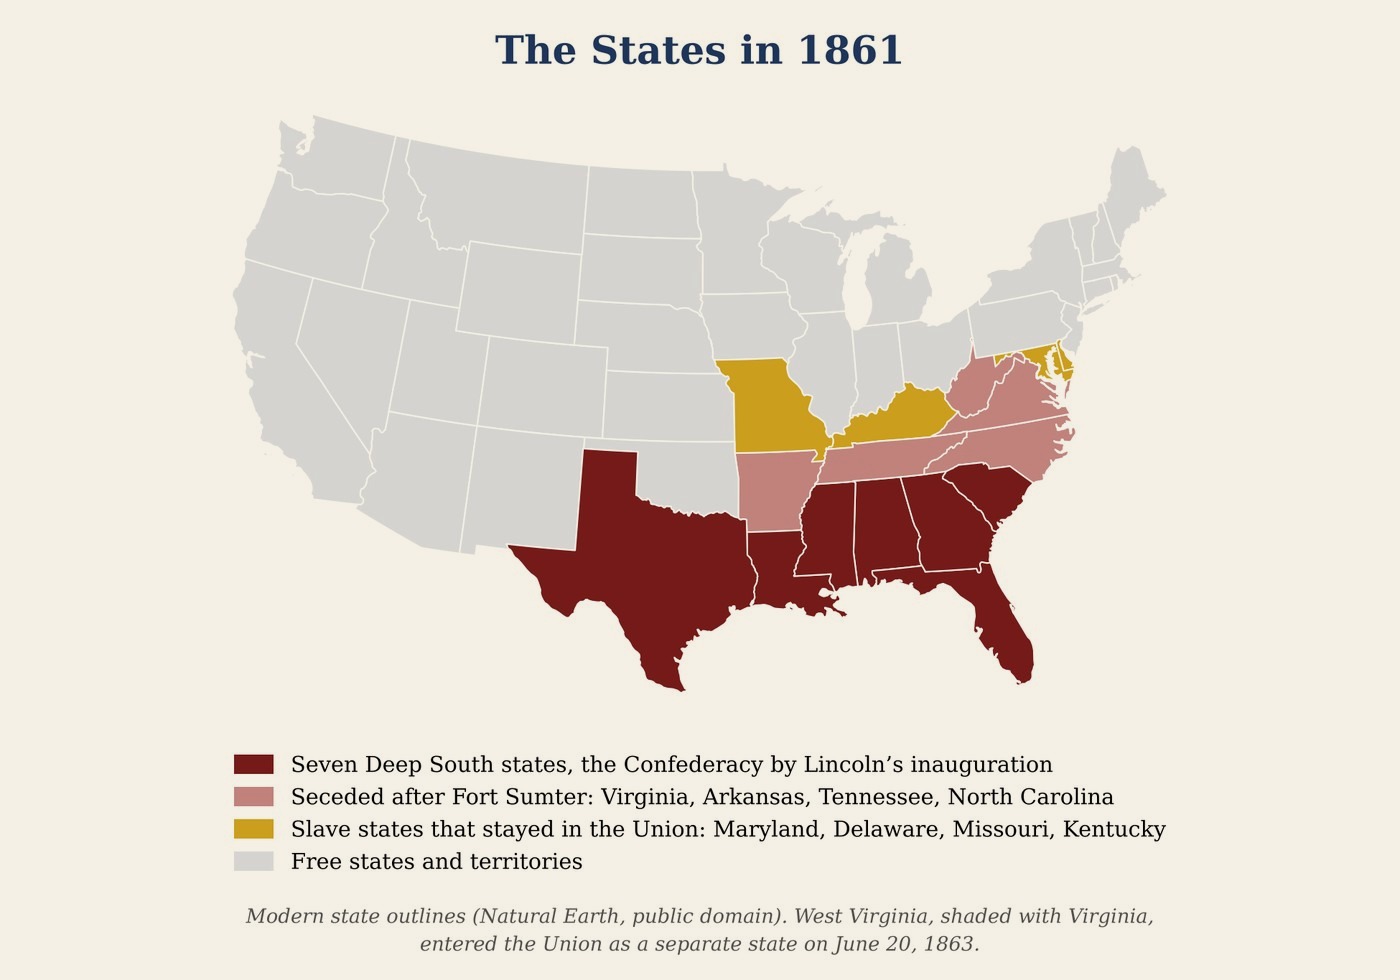 The States in 1861
Seven Deep South states, the Confederacy by Lincoln’s inauguration
Seceded after Fort Sumter: Virginia, Arkansas, Tennessee, North Carolina
Slave states that stayed in the Union: Maryland, Delaware, Missouri, Kentucky
Free states and territories
Modern state outlines (Natural Earth, public domain). West Virginia, shaded with Virginia,
entered the Union as a separate state on June 20, 1863.